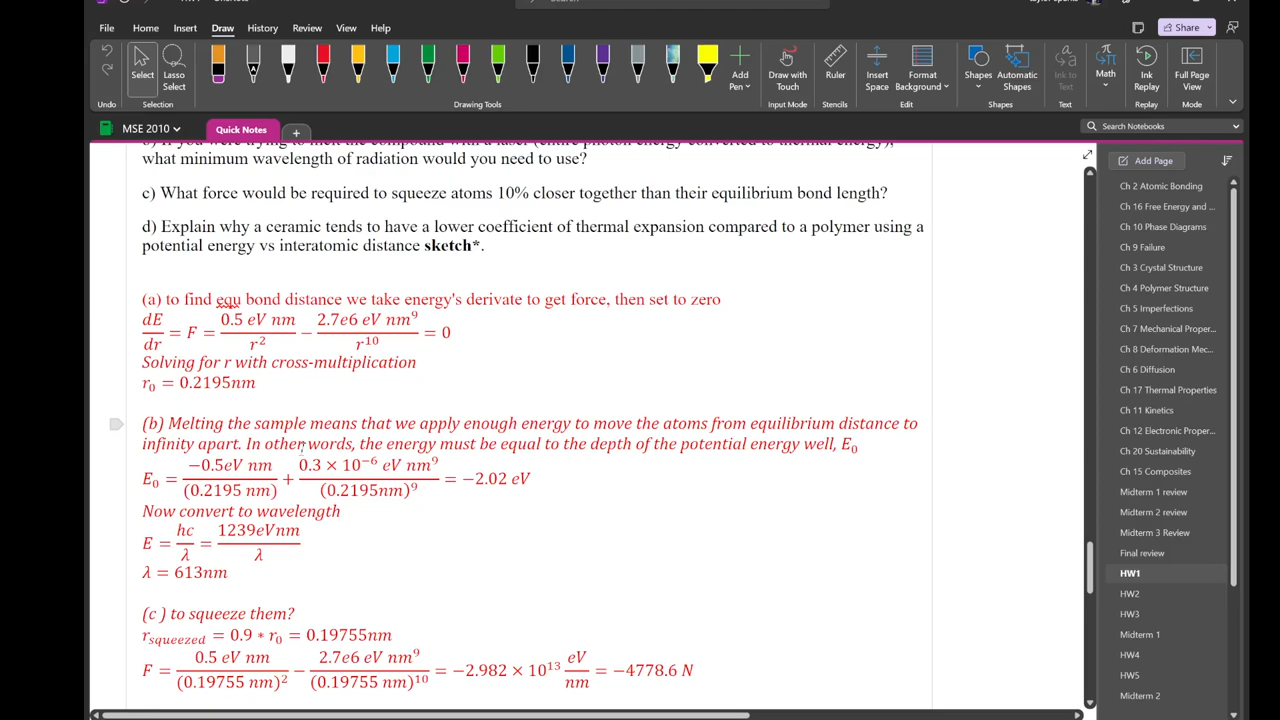 File Home Insert Draw History Review View Help Share
Select Lasso Select Add Pen Draw with Touch Ruler Insert Space Format Background Shapes Automatic Shapes Ink to Text Math Ink Replay Full Page View
Undo Selection Drawing Tools Input Mode Stencils Edit Shapes Text Replay Mode
MSE 2010 Quick Notes + Search Notebooks
what minimum wavelength of radiation would you need to use?
c) What force would be required to squeeze atoms 10% closer together than their equilibrium bond length?
d) Explain why a ceramic tends to have a lower coefficient of thermal expansion compared to a polymer using a
potential energy vs interatomic distance sketch*.
(a) to find equ bond distance we take energy's derivate to get force, then set to zero
dE/dr = F = 0.5 eV nm/r² − 2.7e6 eV nm⁹/r¹⁰ = 0
Solving for r with cross-multiplication
r₀ = 0.2195nm
(b) Melting the sample means that we apply enough energy to move the atoms from equilibrium distance to
infinity apart. In other words, the energy must be equal to the depth of the potential energy well, E₀
E₀ = −0.5eV nm/(0.2195 nm) + 0.3 × 10⁻⁶ eV nm⁹/(0.2195nm)⁹ = −2.02 eV
Now convert to wavelength
E = hc/λ = 1239eVnm/λ
λ = 613nm
(c ) to squeeze them?
r_squeezed = 0.9 * r₀ = 0.19755nm
F = 0.5 eV nm/(0.19755 nm)² − 2.7e6 eV nm⁹/(0.19755 nm)¹⁰ = −2.982 × 10¹³ eV/nm = −4778.6 N
Add Page
Ch 2 Atomic Bonding
Ch 16 Free Energy and ...
Ch 10 Phase Diagrams
Ch 9 Failure
Ch 3 Crystal Structure
Ch 4 Polymer Structure
Ch 5 Imperfections
Ch 7 Mechanical Proper...
Ch 8 Deformation Mec...
Ch 6 Diffusion
Ch 17 Thermal Properties
Ch 11 Kinetics
Ch 12 Electronic Proper...
Ch 20 Sustainability
Ch 15 Composites
Midterm 1 review
Midterm 2 review
Midterm 3 Review
Final review
HW1
HW2
HW3
Midterm 1
HW4
HW5
Midterm 2